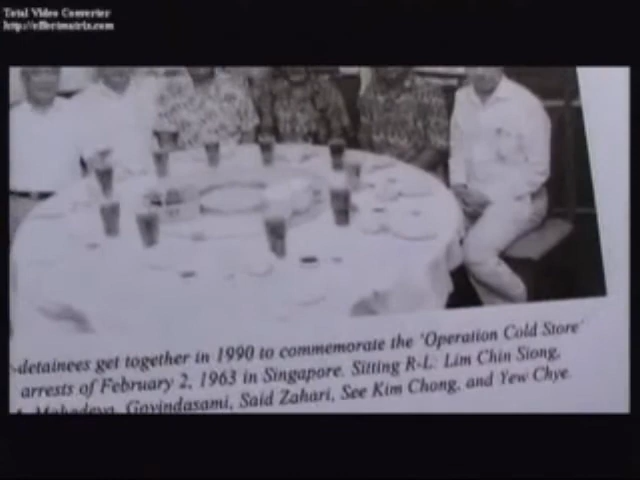 Total Video Converter
http://effectmatrix.com
-detainees get together in 1990 to commemorate the 'Operation Cold Store'
arrests of February 2, 1963 in Singapore. Sitting R-L: Lim Chin Siong,
Mahadeva, Govindasami, Said Zahari, See Kim Chong, and Yew Chye